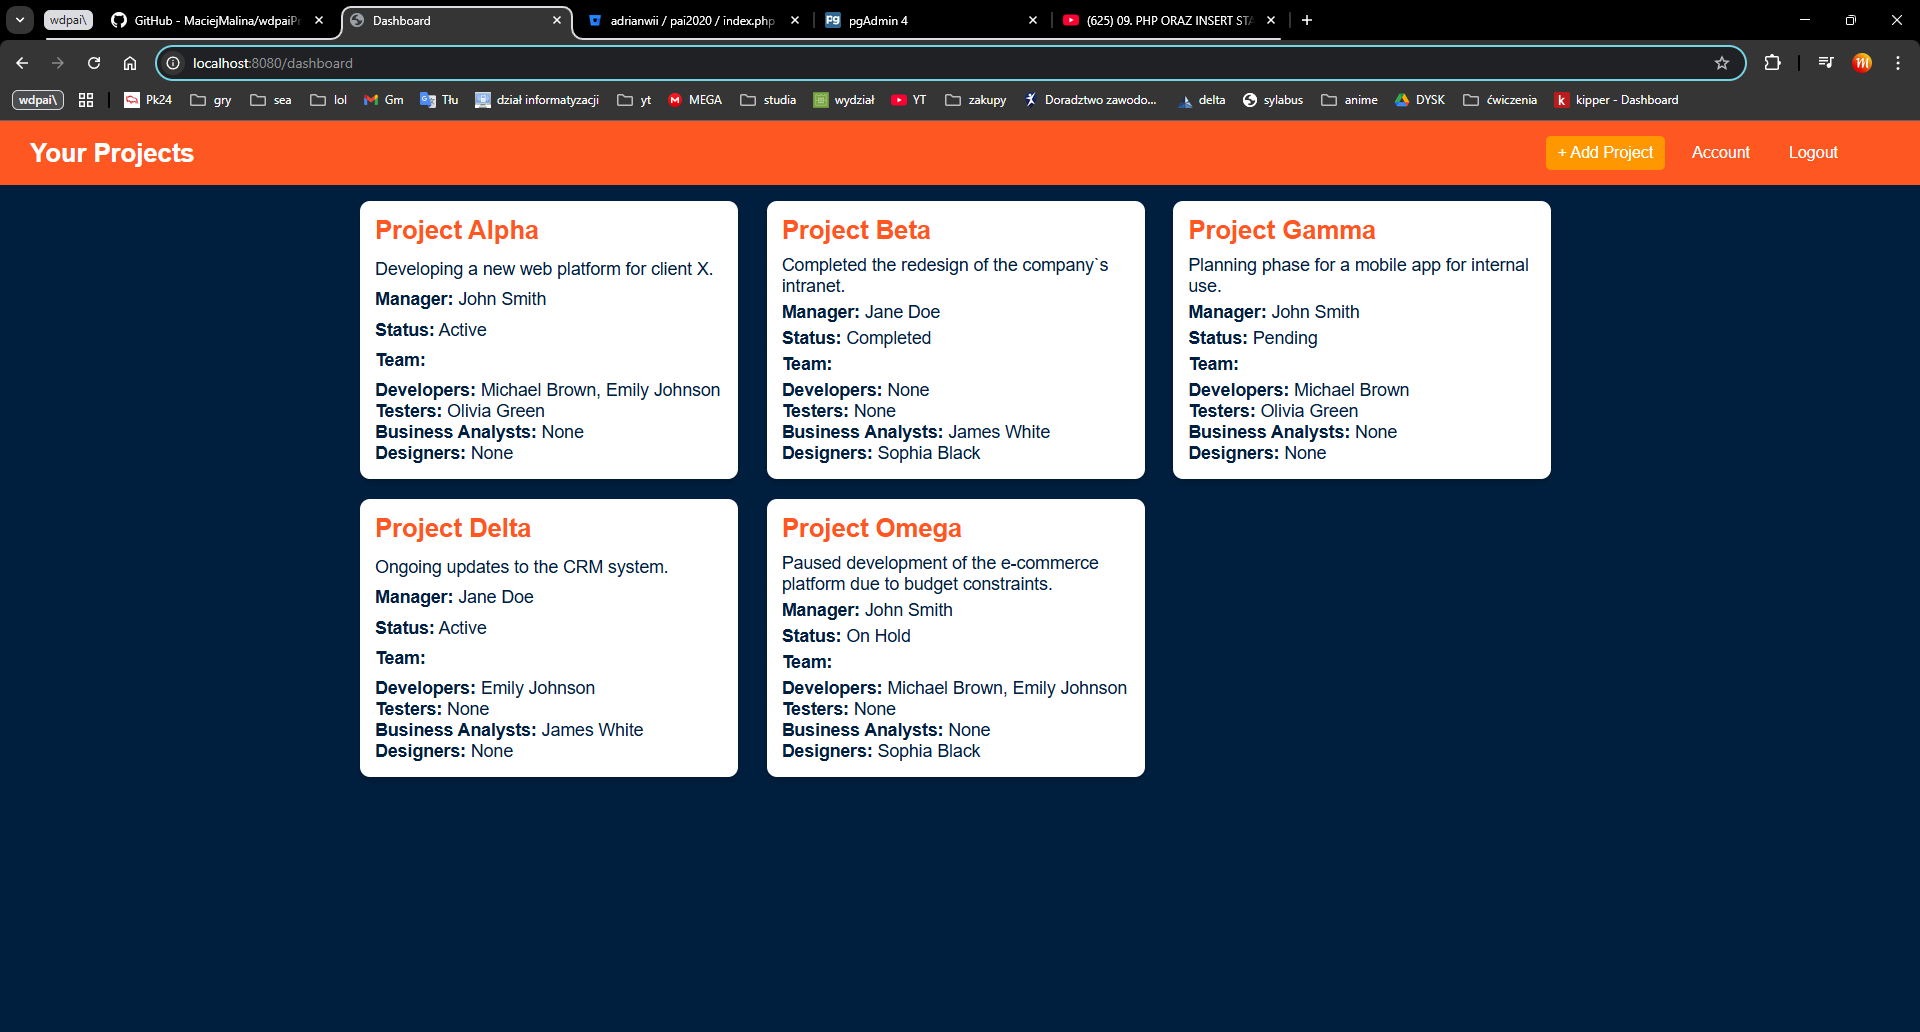 wdpai\
GitHub - MaciejMalina/wdpaiPr
Dashboard
adrianwii / pai2020 / index.php
Pg
pgAdmin 4
(625) 09. PHP ORAZ INSERT STA
localhost:8080/dashboard
m
wdpai\
Pk24
gry
sea
lol
Gm
Tłu
dział informatyzacji
yt
MEGA
studia
wydział
YT
zakupy
Doradztwo zawodo...
delta
sylabus
anime
DYSK
ćwiczenia
k
kipper - Dashboard
Your Projects
+ Add Project
Account
Logout
Project Alpha
Developing a new web platform for client X.
Manager: John Smith
Status: Active
Team:
Developers: Michael Brown, Emily Johnson
Testers: Olivia Green
Business Analysts: None
Designers: None
Project Beta
Completed the redesign of the company`s
intranet.
Manager: Jane Doe
Status: Completed
Team:
Developers: None
Testers: None
Business Analysts: James White
Designers: Sophia Black
Project Gamma
Planning phase for a mobile app for internal
use.
Manager: John Smith
Status: Pending
Team:
Developers: Michael Brown
Testers: Olivia Green
Business Analysts: None
Designers: None
Project Delta
Ongoing updates to the CRM system.
Manager: Jane Doe
Status: Active
Team:
Developers: Emily Johnson
Testers: None
Business Analysts: James White
Designers: None
Project Omega
Paused development of the e-commerce
platform due to budget constraints.
Manager: John Smith
Status: On Hold
Team:
Developers: Michael Brown, Emily Johnson
Testers: None
Business Analysts: None
Designers: Sophia Black